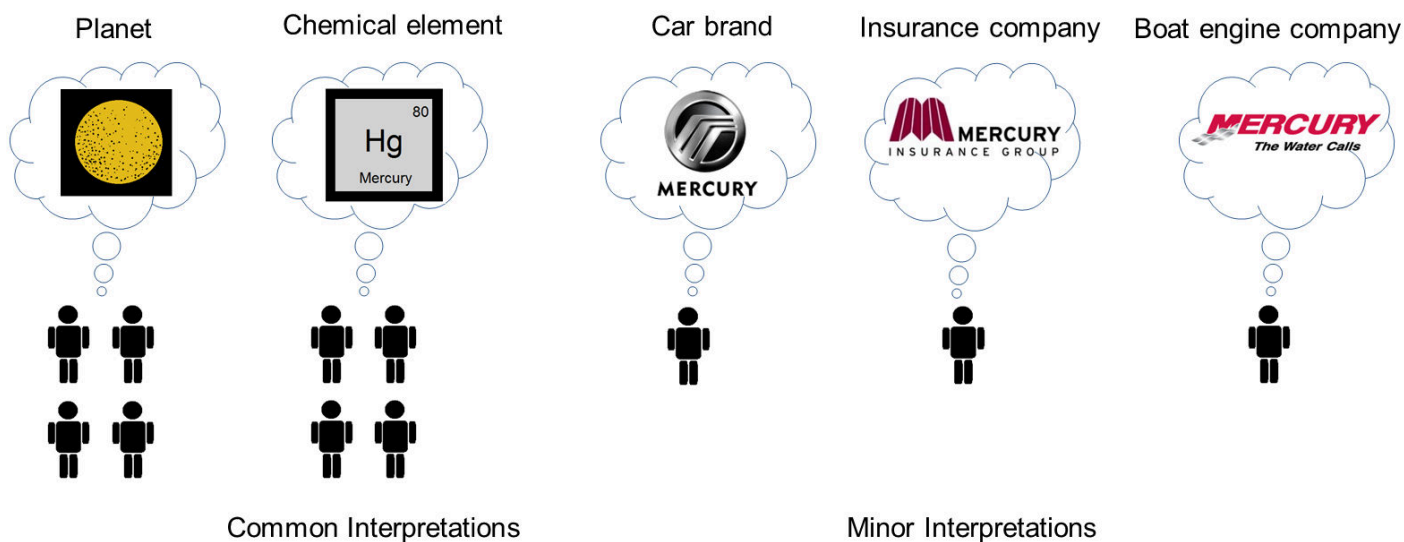 Planet
Chemical element
Car brand
Insurance company
Boat engine company
80
Hg
Mercury
MERCURY
MERCURY
INSURANCE GROUP
MERCURY
The Water Calls
Common Interpretations
Minor Interpretations